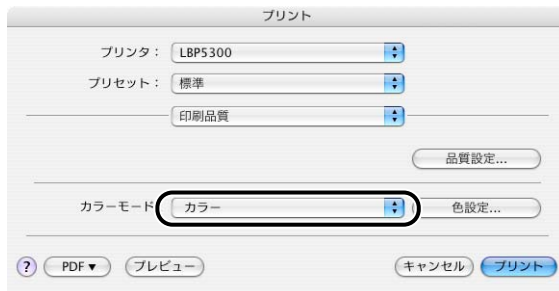 プリント
プリンタ： LBP5300
プリセット： 標準
印刷品質
品質設定...
カラーモード カラー 色設定...
? PDF▼ プレビュー キャンセル プリント